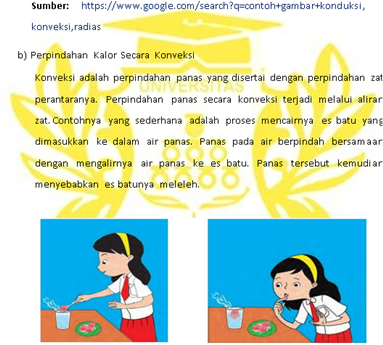 Sumber: https://www.google.com/search?q=contoh+gambar+konduksi,
konveksi,radias
b) Perpindahan Kalor Secara Konveksi
Konveksi adalah perpindahan panas yang disertai dengan perpindahan zat
perantaranya. Perpindahan panas secara konveksi terjadi melalui aliran
zat. Contohnya yang sederhana adalah proses mencairnya es batu yang
dimasukkan ke dalam air panas. Panas pada air berpindah bersamaan
dengan mengalirnya air panas ke es batu. Panas tersebut kemudian
menyebabkan es batunya meleleh.
UNIVERSITAS